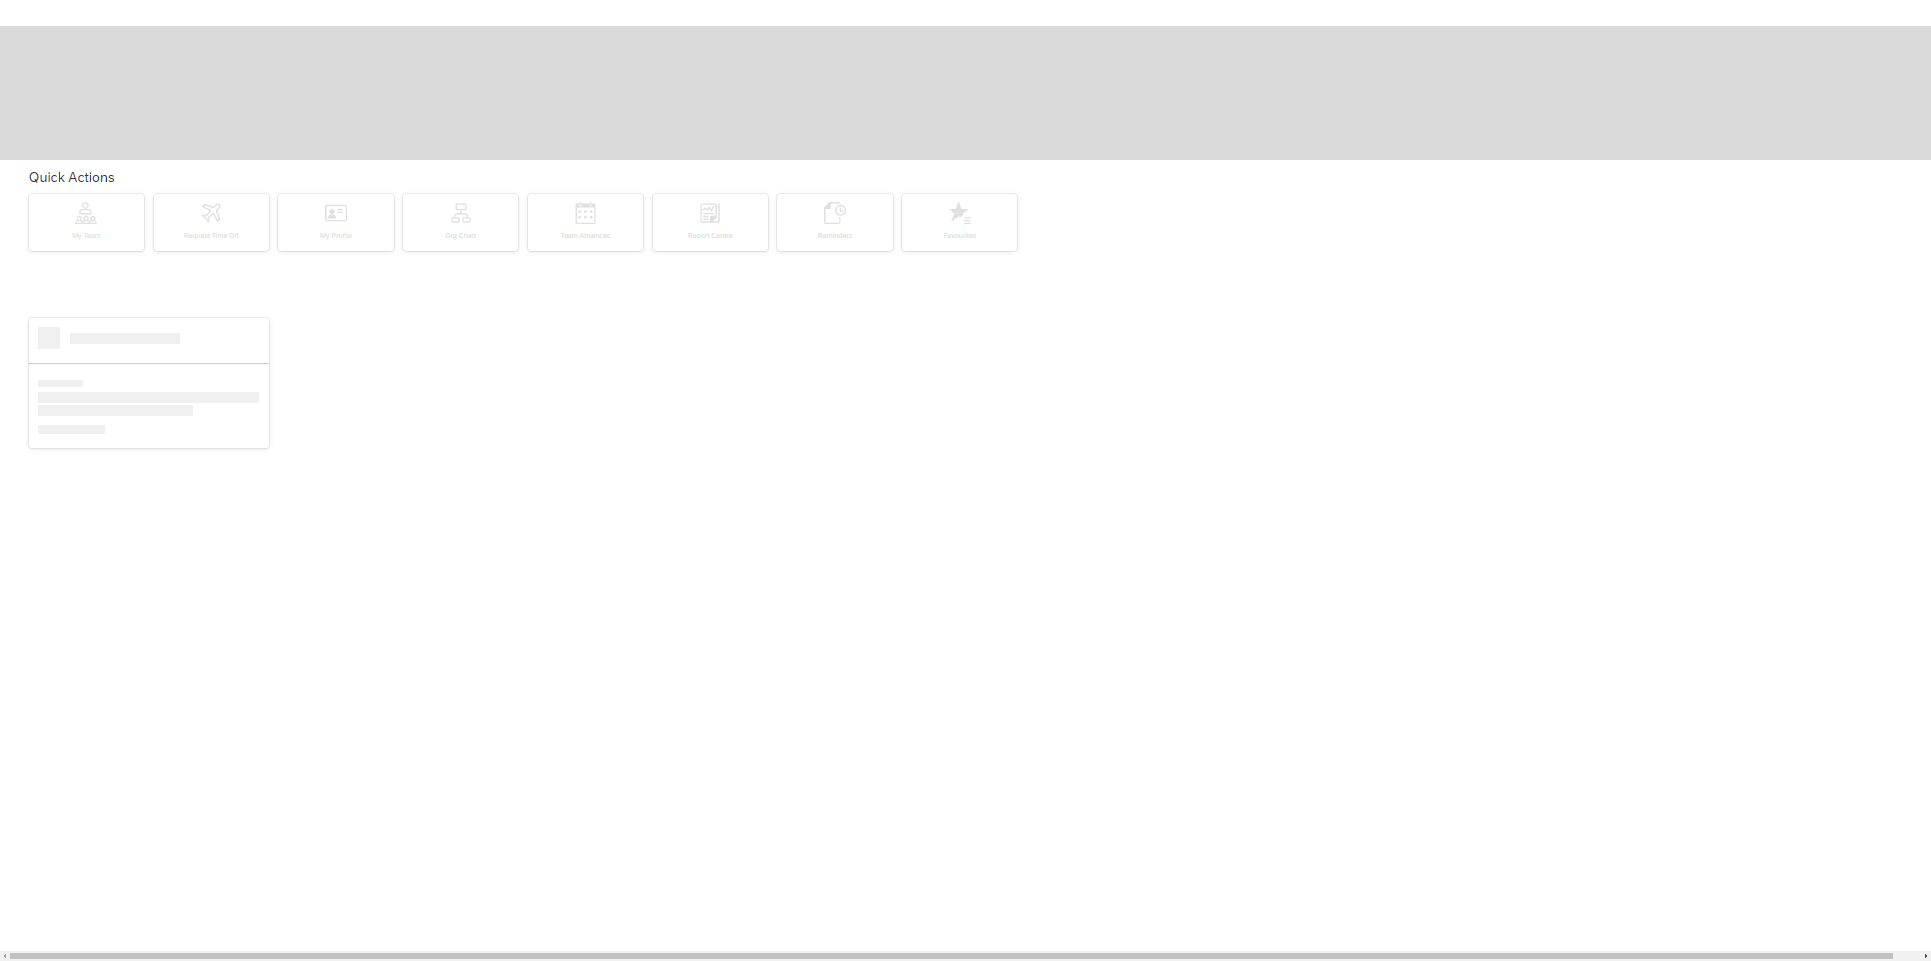 Quick Actions
My Team
Request Time Off
My Profile
Org Chart
Team Absences
Report Centre
Reminders
Favourites